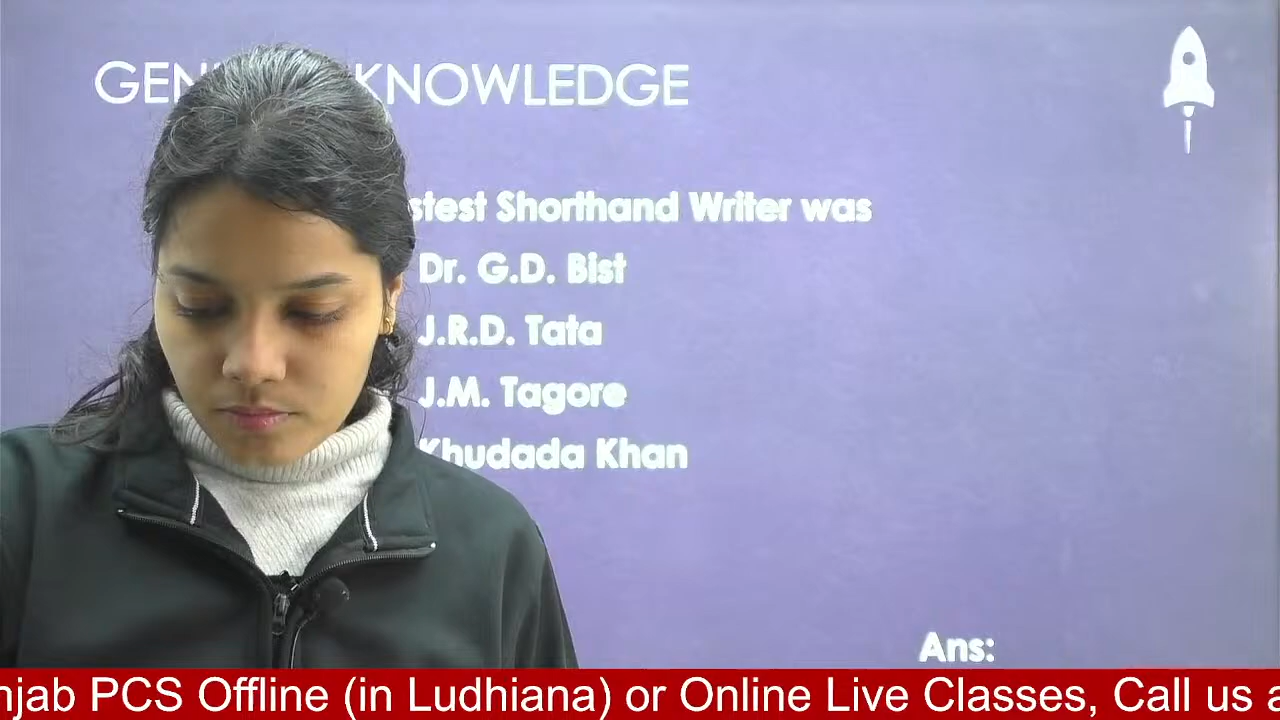 GEN KNOWLEDGE
stest Shorthand Writer was
Dr. G.D. Bist
J.R.D. Tata
J.M. Tagore
Khudada Khan
Ans:
njab PCS Offline (in Ludhiana) or Online Live Classes, Call us a